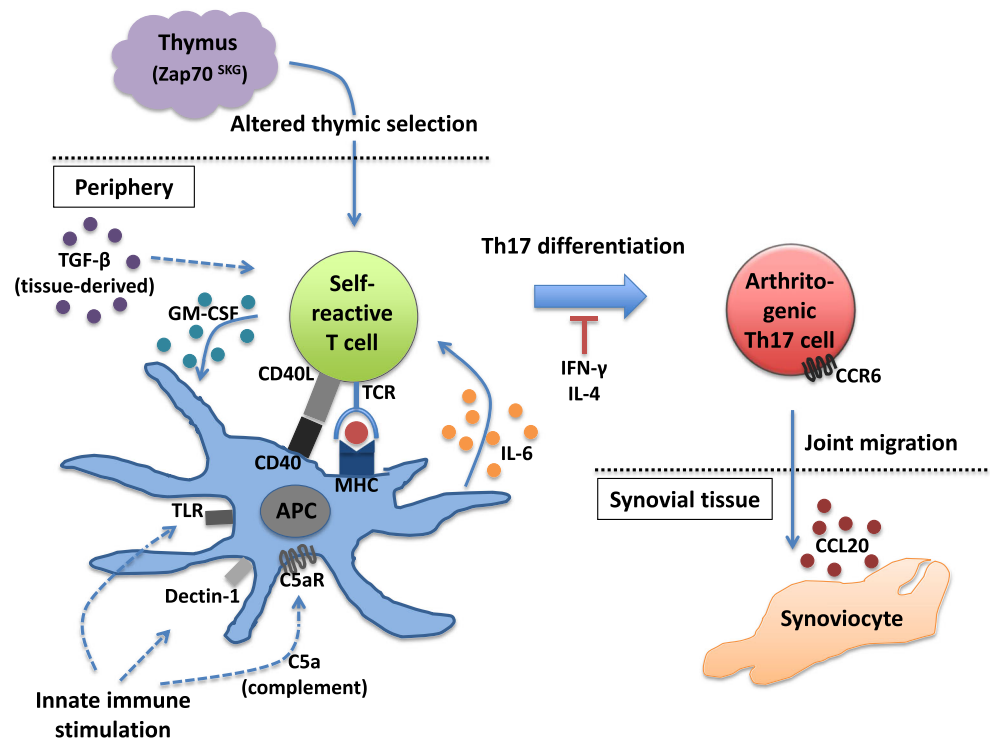 Thymus
(Zap70 SKG)
Altered thymic selection
Periphery
TGF-β
(tissue-derived)
GM-CSF
Self-
reactive
T cell
CD40L
TCR
CD40
MHC
IL-6
APC
TLR
Dectin-1
C5aR
C5a
(complement)
Innate immune
stimulation
Th17 differentiation
IFN-γ
IL-4
Arthrito-
genic
Th17 cell
CCR6
Joint migration
Synovial tissue
CCL20
Synoviocyte